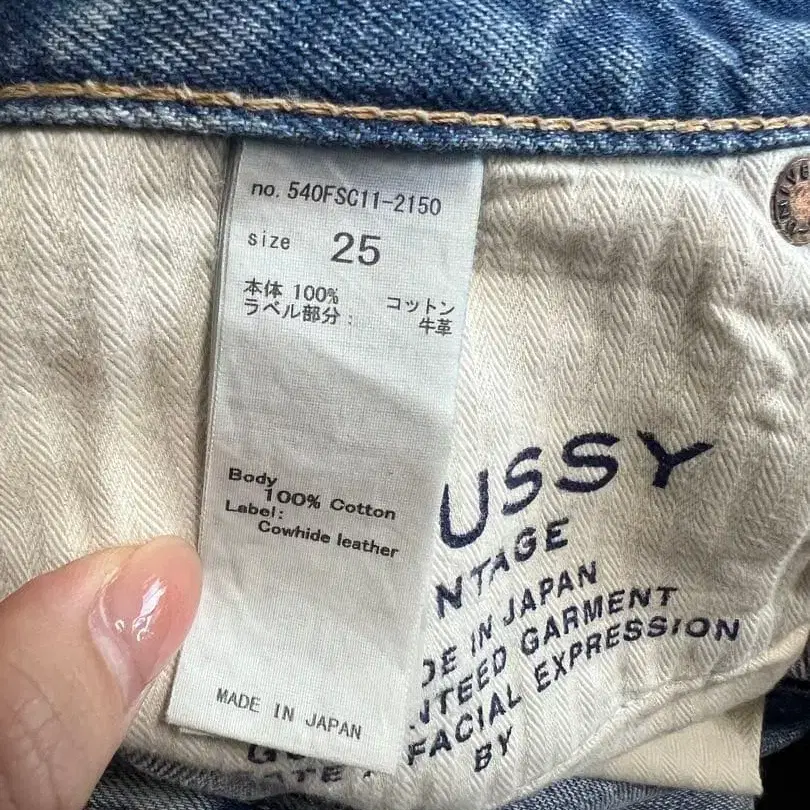 no. 540FSC11-2150
size 25
本体 100% コットン
ラベル部分: 牛革
Body
100% Cotton
Label:
Cowhide leather
MADE IN JAPAN
USSY
NTAGE
DE IN JAPAN
NTEED GARMENT
FACIAL EXPRESSION
BY